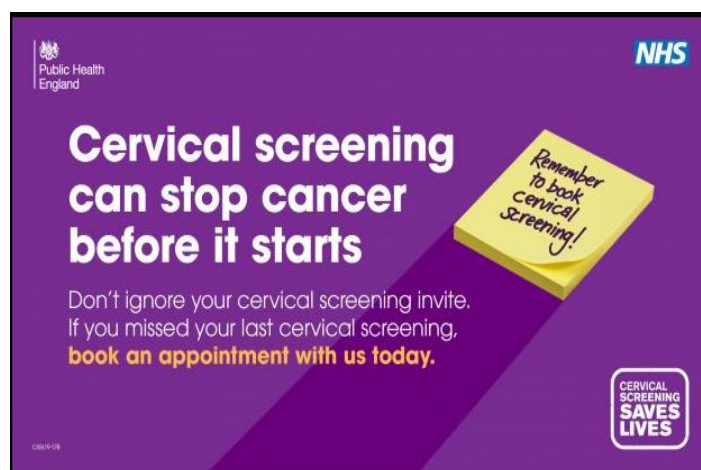 Public Health
England
NHS
Cervical screening
can stop cancer
before it starts
Remember
to book
cervical
screening!
Don't ignore your cervical screening invite.
If you missed your last cervical screening,
book an appointment with us today.
CERVICAL
SCREENING
SAVES
LIVES